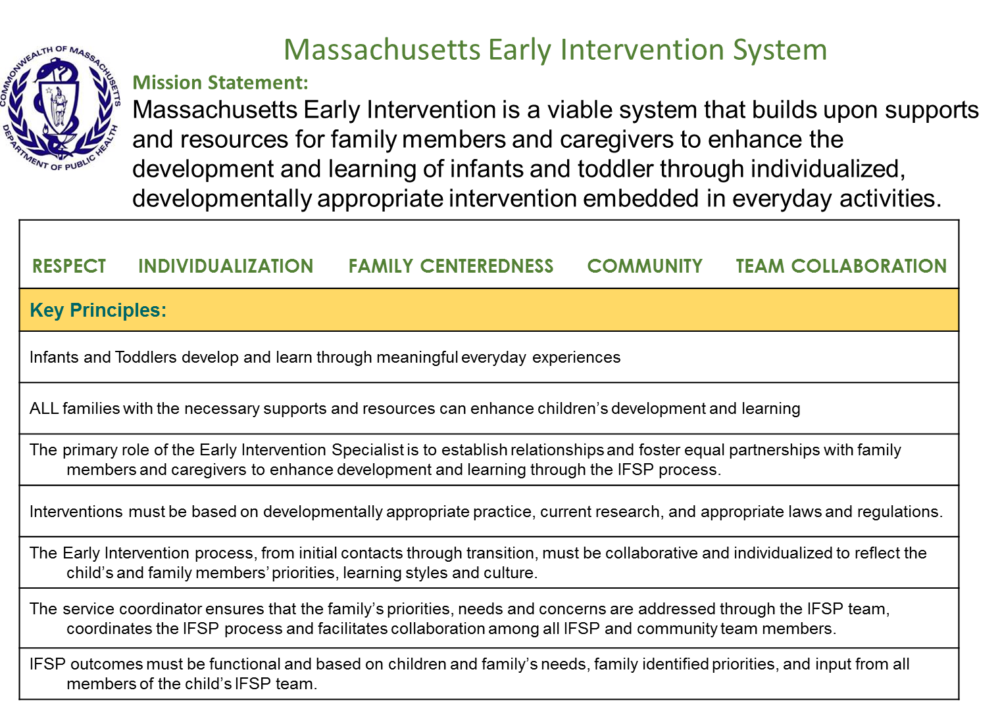 Massachusetts Early Intervention System
COMMONWEALTH OF MASSACHUSETTS
DEPARTMENT OF PUBLIC HEALTH
Mission Statement:
Massachusetts Early Intervention is a viable system that builds upon supports
and resources for family members and caregivers to enhance the
development and learning of infants and toddler through individualized,
developmentally appropriate intervention embedded in everyday activities.
RESPECT INDIVIDUALIZATION FAMILY CENTEREDNESS COMMUNITY TEAM COLLABORATION
Key Principles:
Infants and Toddlers develop and learn through meaningful everyday experiences
ALL families with the necessary supports and resources can enhance children’s development and learning
The primary role of the Early Intervention Specialist is to establish relationships and foster equal partnerships with family
members and caregivers to enhance development and learning through the IFSP process.
Interventions must be based on developmentally appropriate practice, current research, and appropriate laws and regulations.
The Early Intervention process, from initial contacts through transition, must be collaborative and individualized to reflect the
child’s and family members’ priorities, learning styles and culture.
The service coordinator ensures that the family’s priorities, needs and concerns are addressed through the IFSP team,
coordinates the IFSP process and facilitates collaboration among all IFSP and community team members.
IFSP outcomes must be functional and based on children and family’s needs, family identified priorities, and input from all
members of the child’s IFSP team.